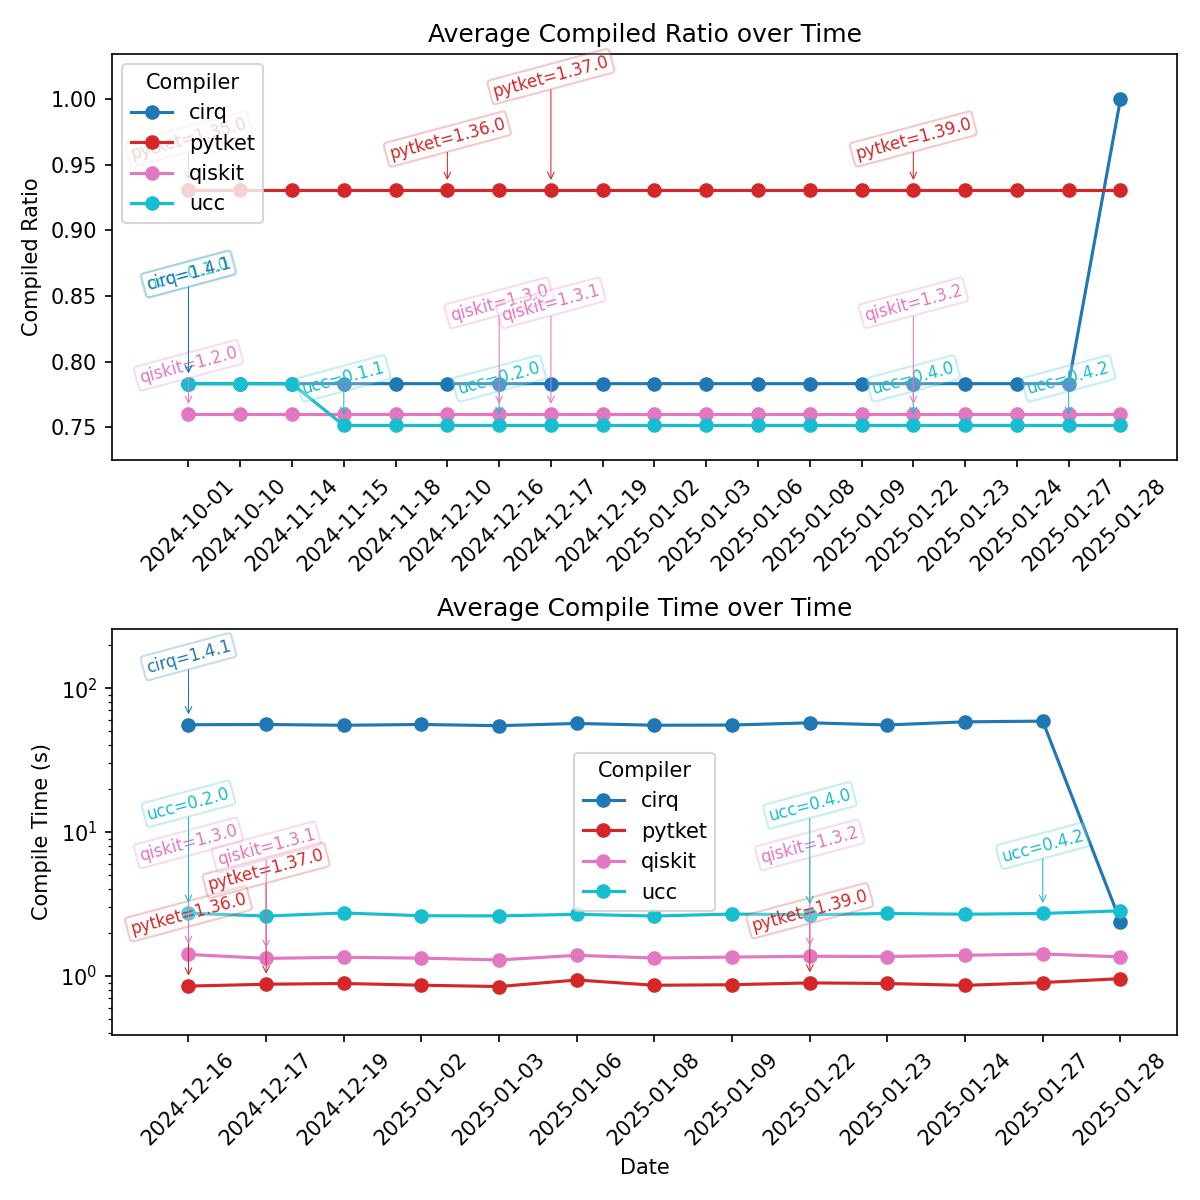 Average Compiled Ratio over Time
pytket=1.37.0
Compiler
cirq
pytket
qiskit
ucc
pytket=1.35.0
pytket=1.36.0
pytket=1.39.0
1.00
0.95
0.90
0.85
0.80
0.75
Compiled Ratio
cirq=1.4.1
qiskit=1.3.0
qiskit=1.3.1
qiskit=1.3.2
qiskit=1.2.0
ucc=0.1.1
ucc=0.2.0
ucc=0.4.0
ucc=0.4.2
2024-10-01
2024-10-10
2024-11-14
2024-11-15
2024-11-18
2024-12-10
2024-12-16
2024-12-17
2024-12-19
2025-01-02
2025-01-03
2025-01-06
2025-01-08
2025-01-09
2025-01-22
2025-01-23
2025-01-24
2025-01-27
2025-01-28
Average Compile Time over Time
cirq=1.4.1
10²
10¹
10⁰
Compile Time (s)
Compiler
cirq
pytket
qiskit
ucc
ucc=0.2.0
qiskit=1.3.0
qiskit=1.3.1
pytket=1.37.0
pytket=1.36.0
ucc=0.4.0
qiskit=1.3.2
pytket=1.39.0
ucc=0.4.2
2024-12-16
2024-12-17
2024-12-19
2025-01-02
2025-01-03
2025-01-06
2025-01-08
2025-01-09
2025-01-22
2025-01-23
2025-01-24
2025-01-27
2025-01-28
Date